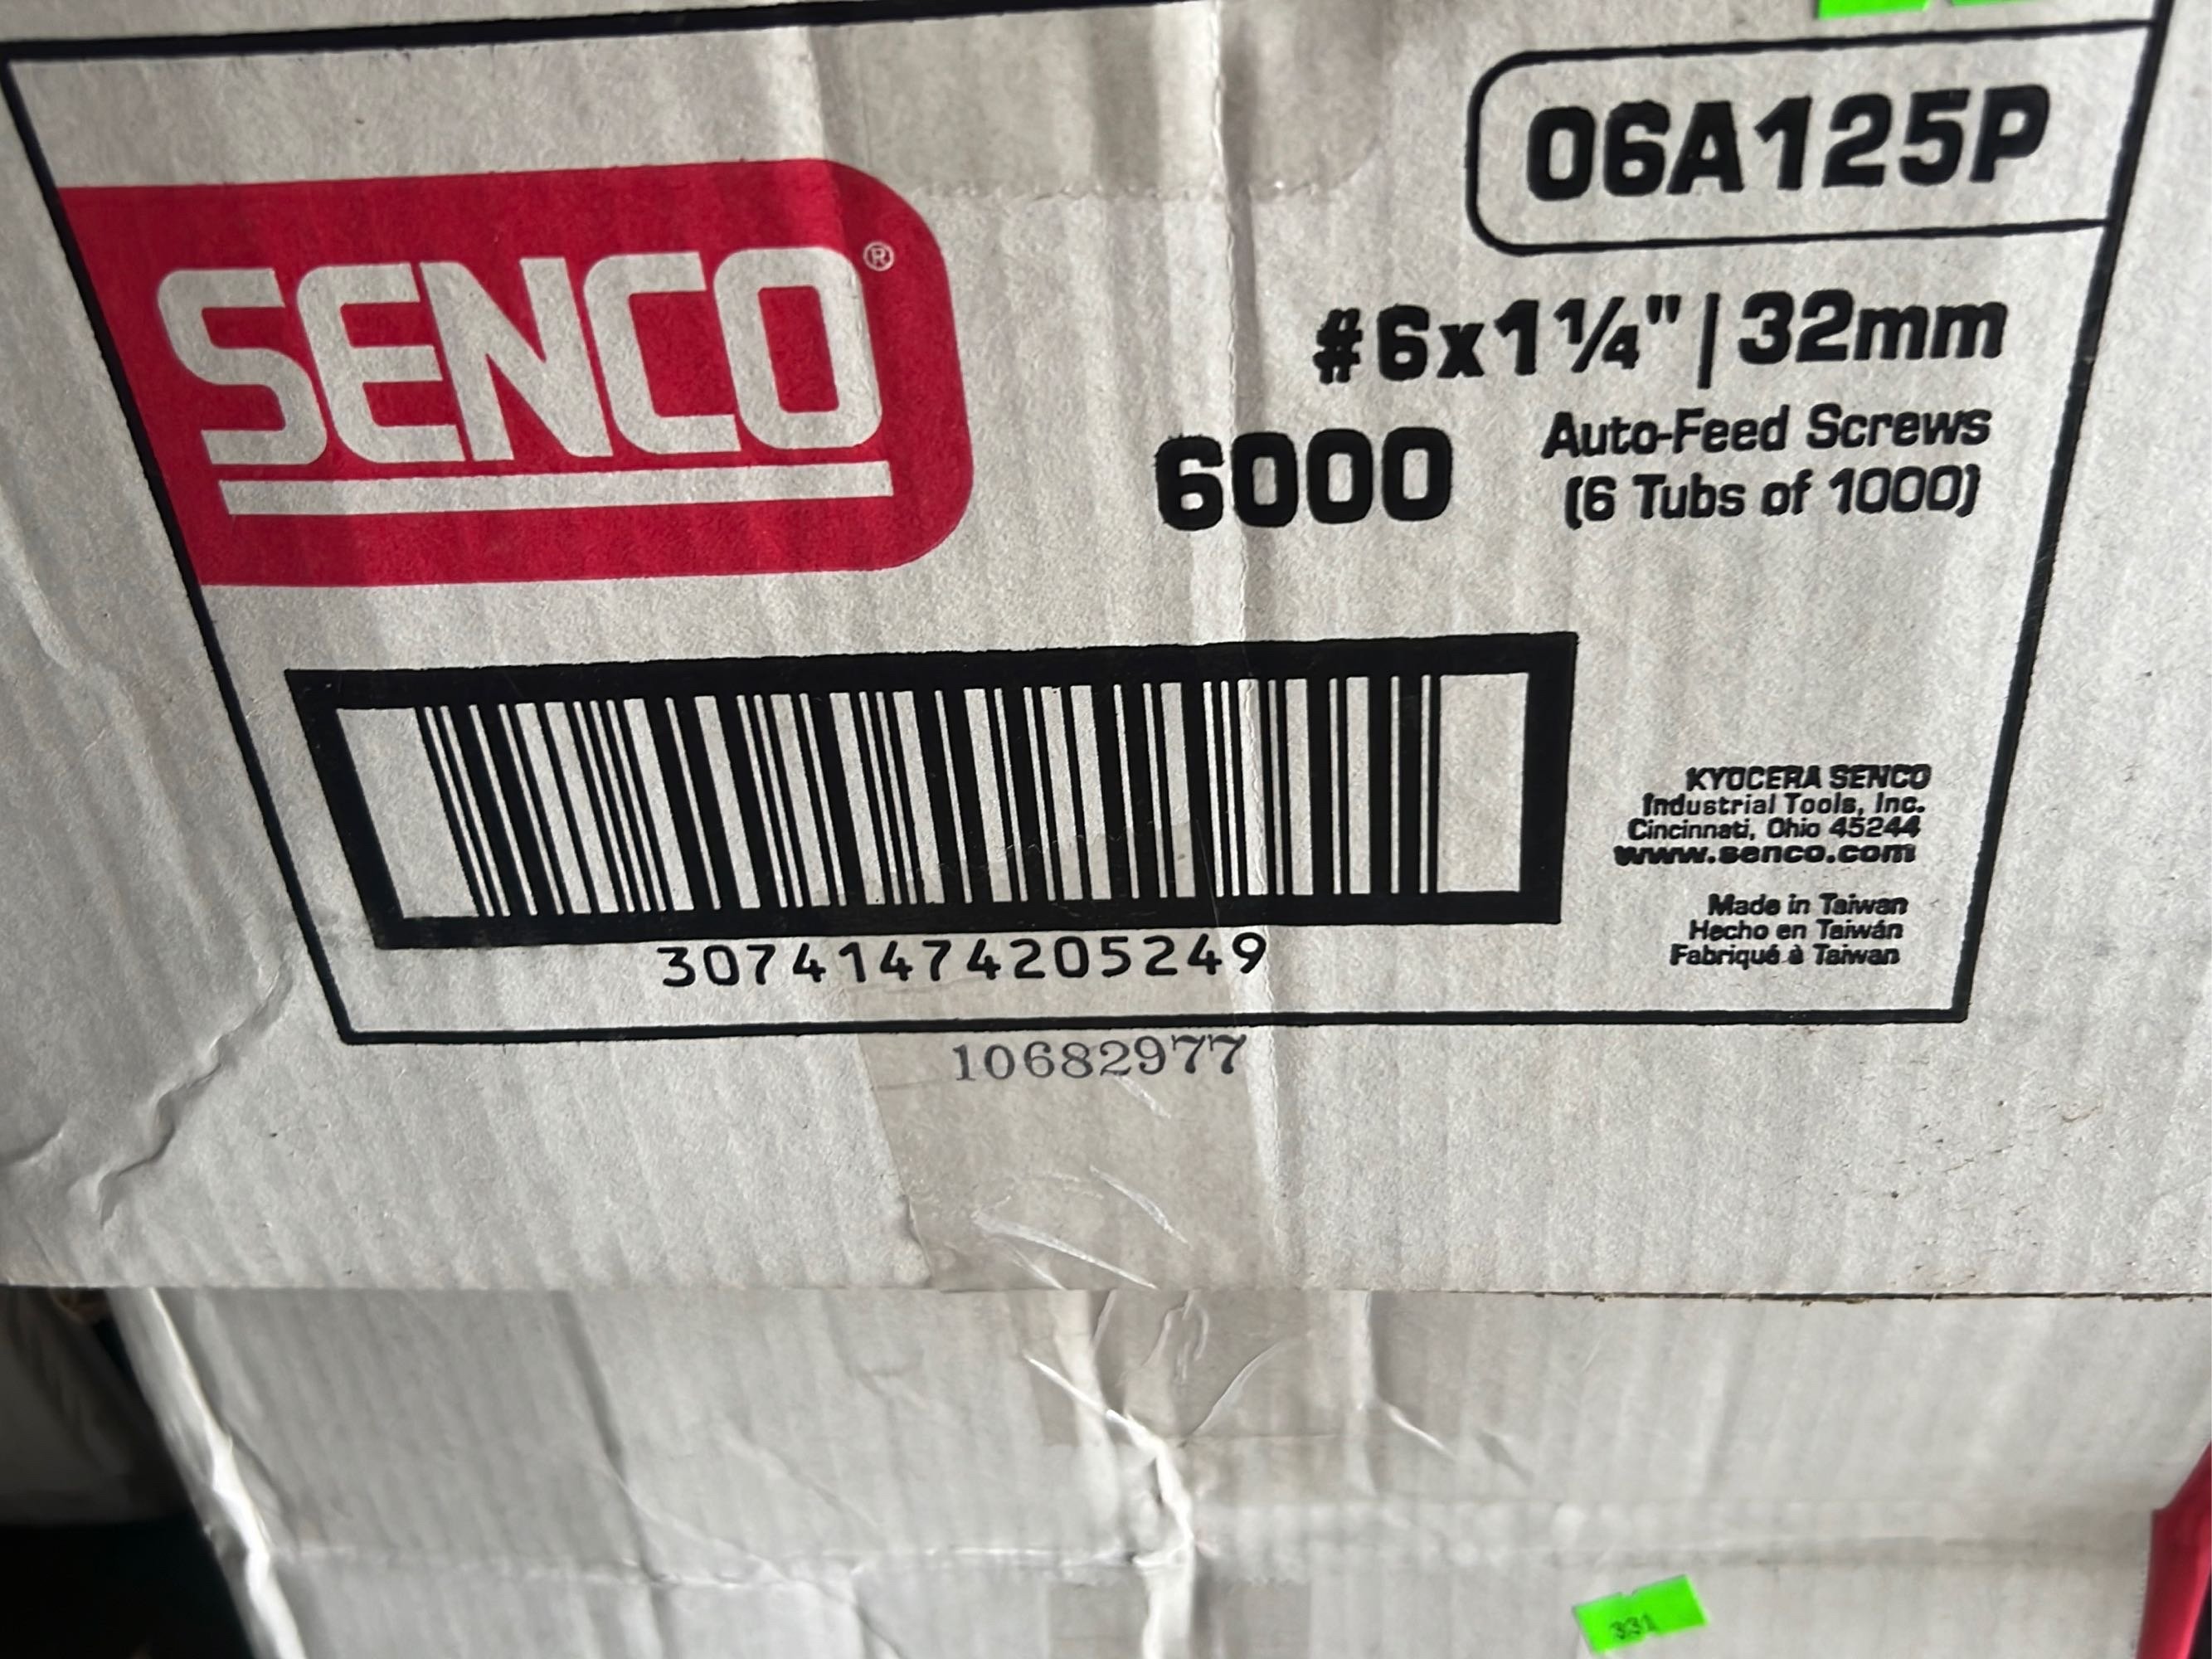 06A125P
SENCO®
#6x1¼"|32mm
6000
Auto-Feed Screws
(6 Tubs of 1000)
KYOCERA SENCO
Industrial Tools, Inc.
Cincinnati, Ohio 45244
www.senco.com
Made in Taiwan
Hecho en Taiwán
Fabriqué à Taiwan
30741474205249
10682977
331